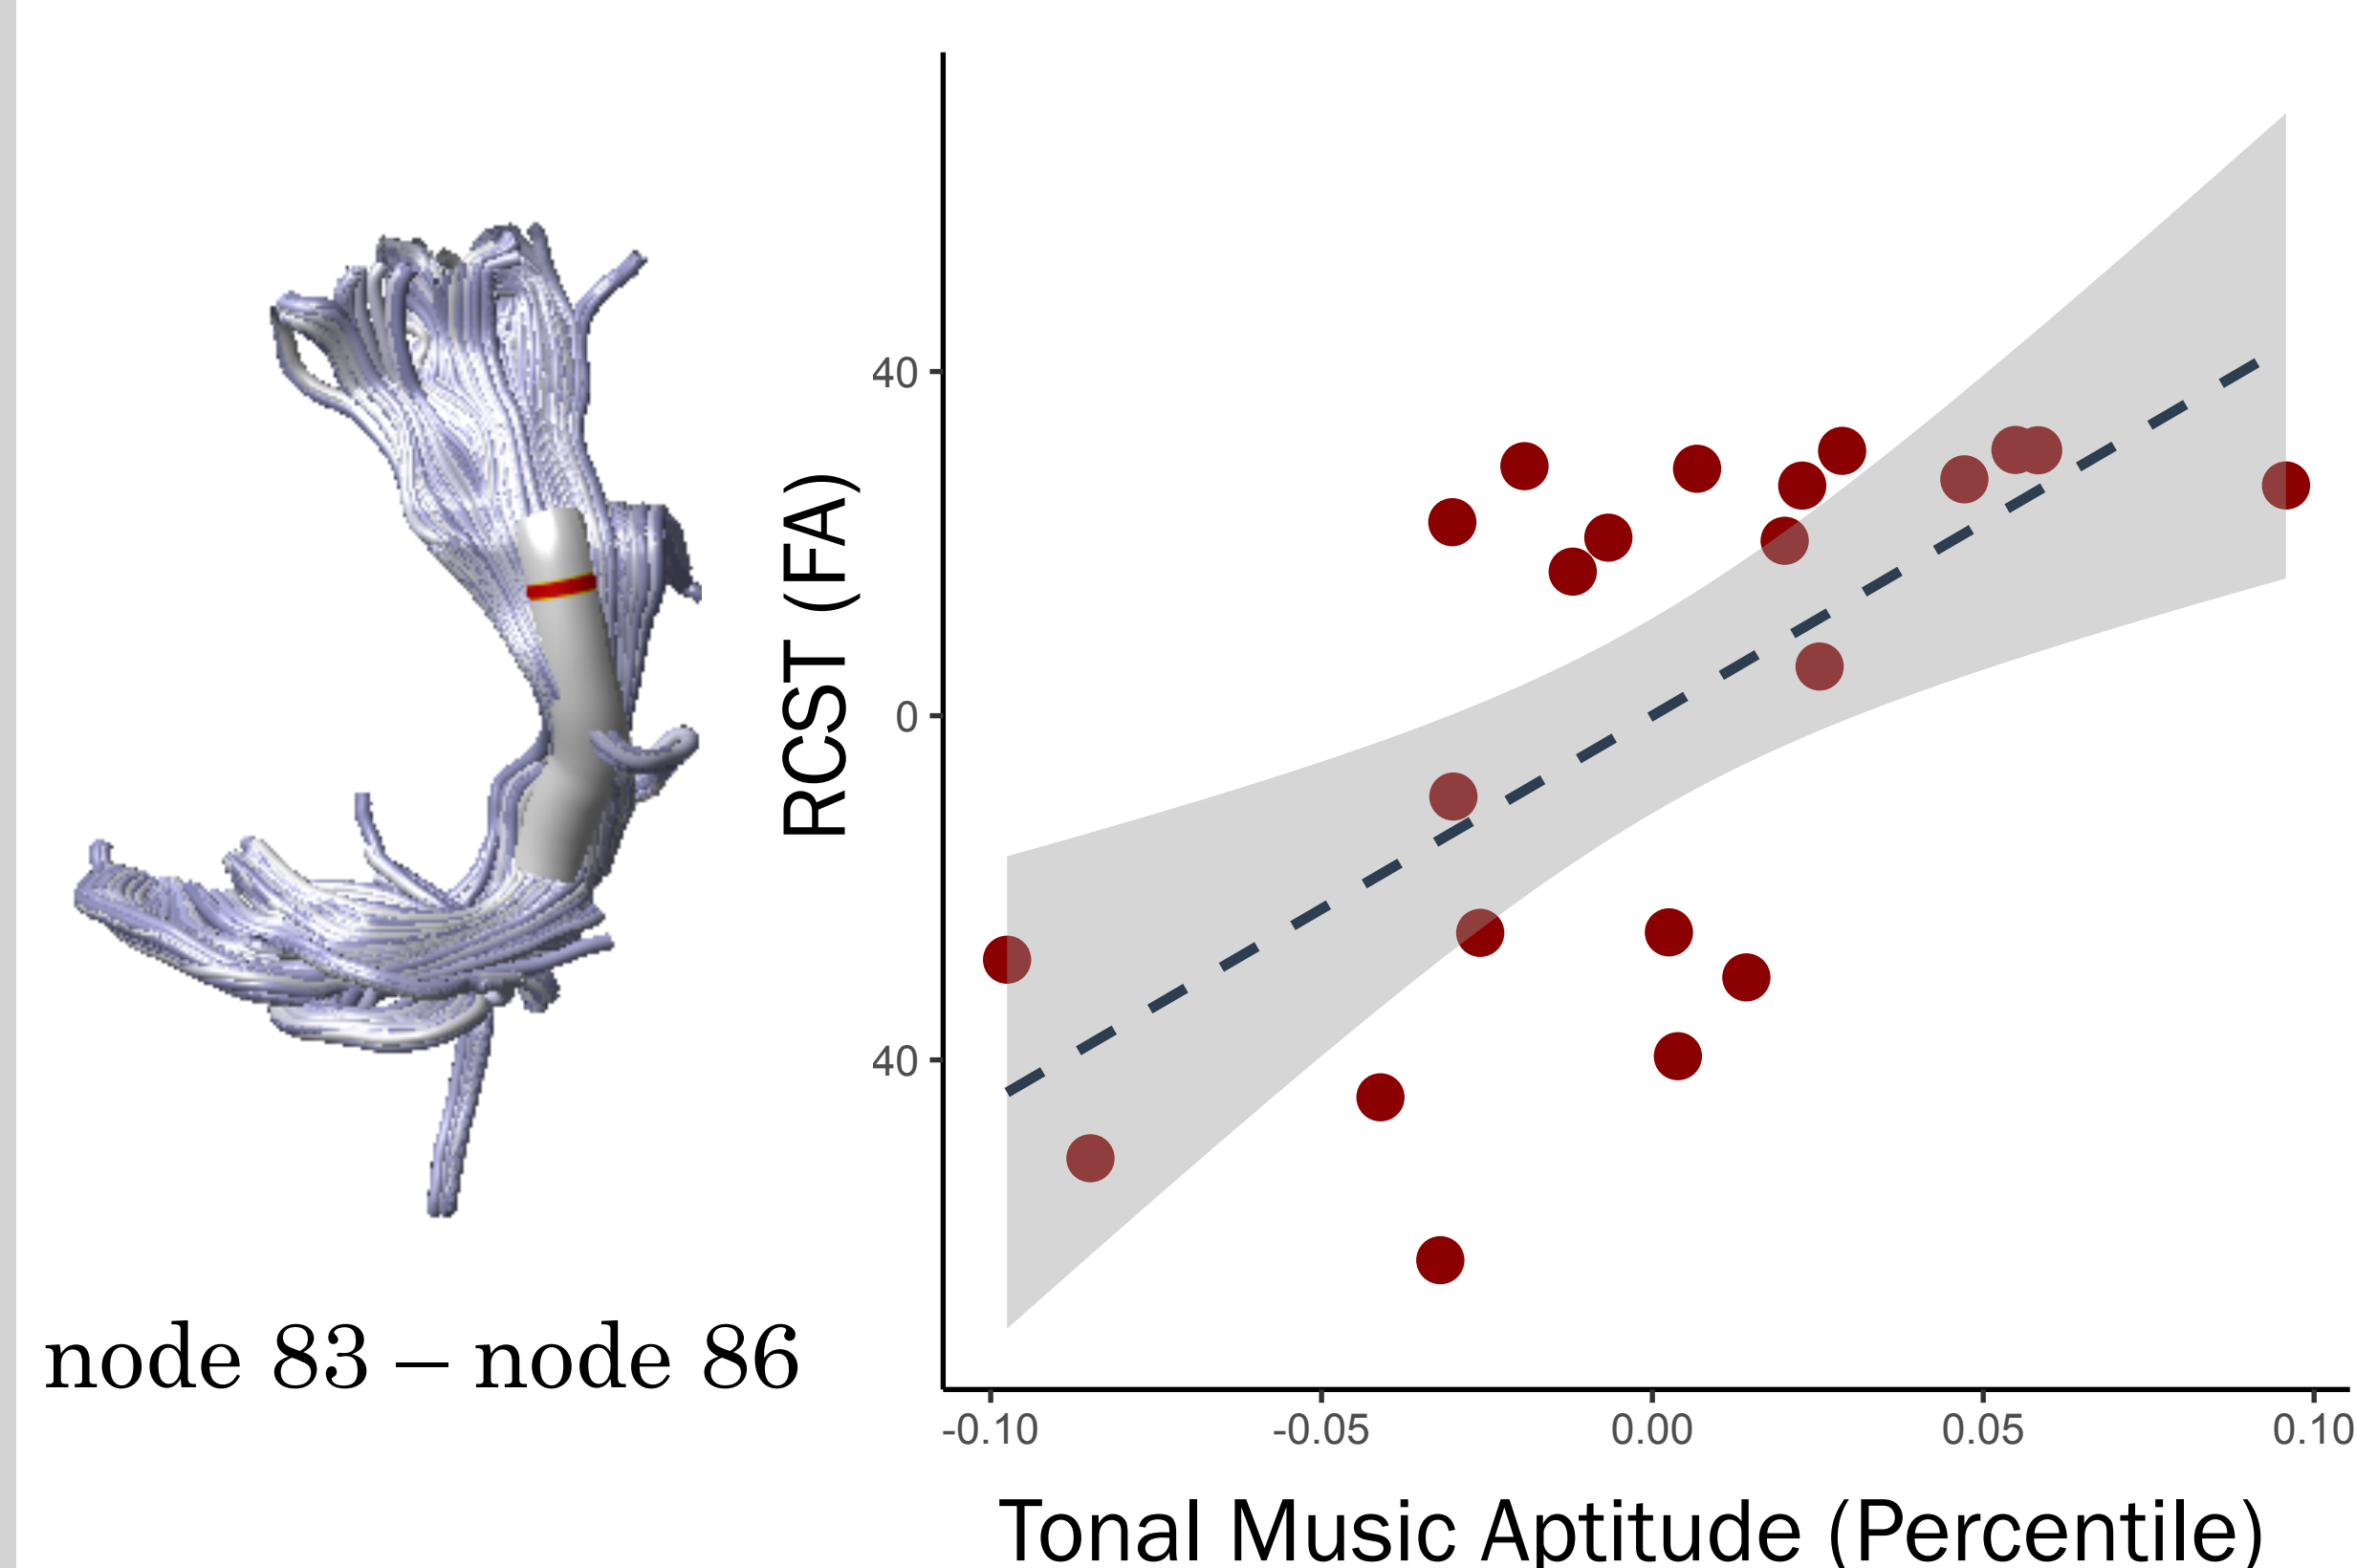 40
0
40
RCST (FA)
node 83 – node 86
-0.10 -0.05 0.00 0.05 0.10
Tonal Music Aptitude (Percentile)